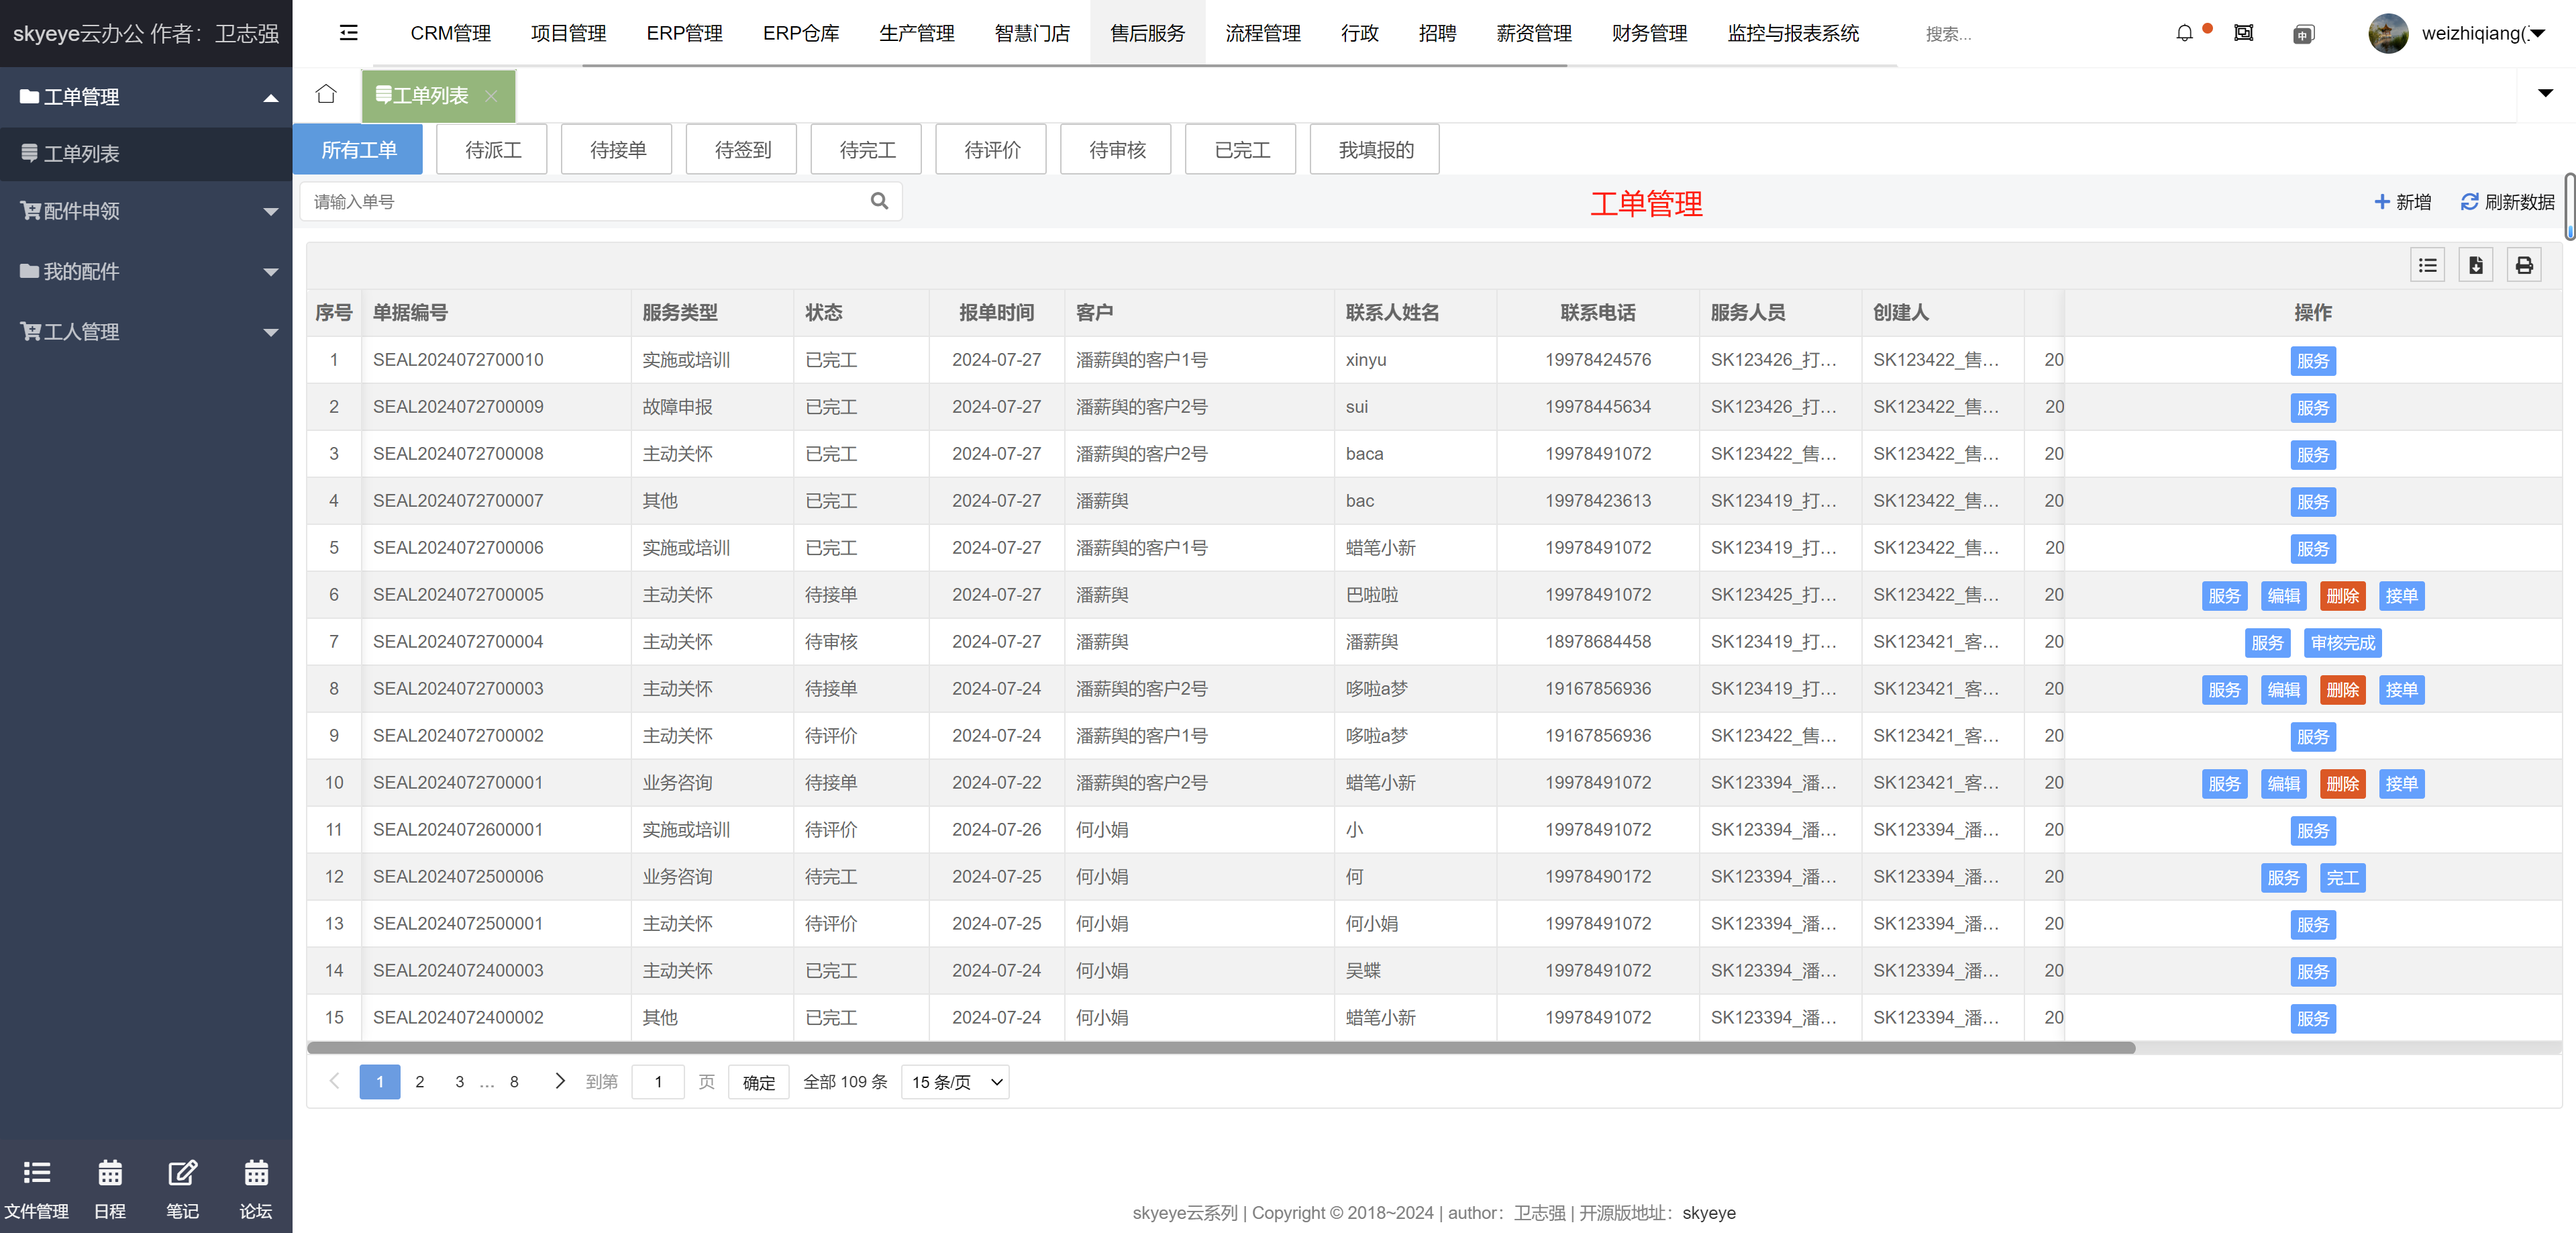 skyeye云办公 作者：卫志强
CRM管理 项目管理 ERP管理 ERP仓库 生产管理 智慧门店 售后服务 流程管理 行政 招聘 薪资管理 财务管理 监控与报表系统 搜索... 中 weizhiqiang(
工单管理
工单列表
配件申领
我的配件
工人管理
工单列表
所有工单 待派工 待接单 待签到 待完工 待评价 待审核 已完工 我填报的
请输入单号 工单管理 新增 刷新数据
序号 单据编号 服务类型 状态 报单时间 客户 联系人姓名 联系电话 服务人员 创建人 操作
1 SEAL2024072700010 实施或培训 已完工 2024-07-27 潘薪舆的客户1号 xinyu 19978424576 SK123426_打... SK123422_售... 20 服务
2 SEAL2024072700009 故障申报 已完工 2024-07-27 潘薪舆的客户2号 sui 19978445634 SK123426_打... SK123422_售... 20 服务
3 SEAL2024072700008 主动关怀 已完工 2024-07-27 潘薪舆的客户2号 baca 19978491072 SK123422_售... SK123422_售... 20 服务
4 SEAL2024072700007 其他 已完工 2024-07-27 潘薪舆 bac 19978423613 SK123419_打... SK123422_售... 20 服务
5 SEAL2024072700006 实施或培训 已完工 2024-07-27 潘薪舆的客户1号 蜡笔小新 19978491072 SK123419_打... SK123422_售... 20 服务
6 SEAL2024072700005 主动关怀 待接单 2024-07-27 潘薪舆 巴啦啦 19978491072 SK123425_打... SK123422_售... 20 服务 编辑 删除 接单
7 SEAL2024072700004 主动关怀 待审核 2024-07-27 潘薪舆 潘薪舆 18978684458 SK123419_打... SK123421_客... 20 服务 审核完成
8 SEAL2024072700003 主动关怀 待接单 2024-07-24 潘薪舆的客户2号 哆啦a梦 19167856936 SK123419_打... SK123421_客... 20 服务 编辑 删除 接单
9 SEAL2024072700002 主动关怀 待评价 2024-07-24 潘薪舆的客户1号 哆啦a梦 19167856936 SK123422_售... SK123421_客... 20 服务
10 SEAL2024072700001 业务咨询 待接单 2024-07-22 潘薪舆的客户2号 蜡笔小新 19978491072 SK123394_潘... SK123421_客... 20 服务 编辑 删除 接单
11 SEAL2024072600001 实施或培训 待评价 2024-07-26 何小娟 小 19978491072 SK123394_潘... SK123394_潘... 20 服务
12 SEAL2024072500006 业务咨询 待完工 2024-07-25 何小娟 何 19978490172 SK123394_潘... SK123394_潘... 20 服务 完工
13 SEAL2024072500001 主动关怀 待评价 2024-07-25 何小娟 何小娟 19978491072 SK123394_潘... SK123394_潘... 20 服务
14 SEAL2024072400003 主动关怀 已完工 2024-07-24 何小娟 吴蝶 19978491072 SK123394_潘... SK123394_潘... 20 服务
15 SEAL2024072400002 其他 已完工 2024-07-24 何小娟 蜡笔小新 19978491072 SK123394_潘... SK123394_潘... 20 服务
1 2 3 ... 8 到第 1 页 确定 全部 109 条 15 条/页
文件管理 日程 笔记 论坛
skyeye云系列 | Copyright © 2018~2024 | author：卫志强 | 开源版地址：skyeye